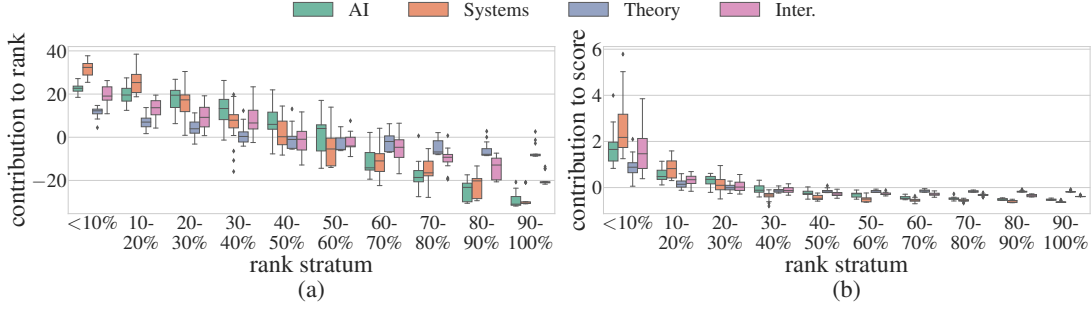 AI Systems Theory Inter.
contribution to rank
40
20
0
−20
<10% 10- 20- 30- 40- 50- 60- 70- 80- 90-
20% 30% 40% 50% 60% 70% 80% 90% 100%
rank stratum
(a)
contribution to score
6
4
2
0
<10% 10- 20- 30- 40- 50- 60- 70- 80- 90-
20% 30% 40% 50% 60% 70% 80% 90% 100%
rank stratum
(b)